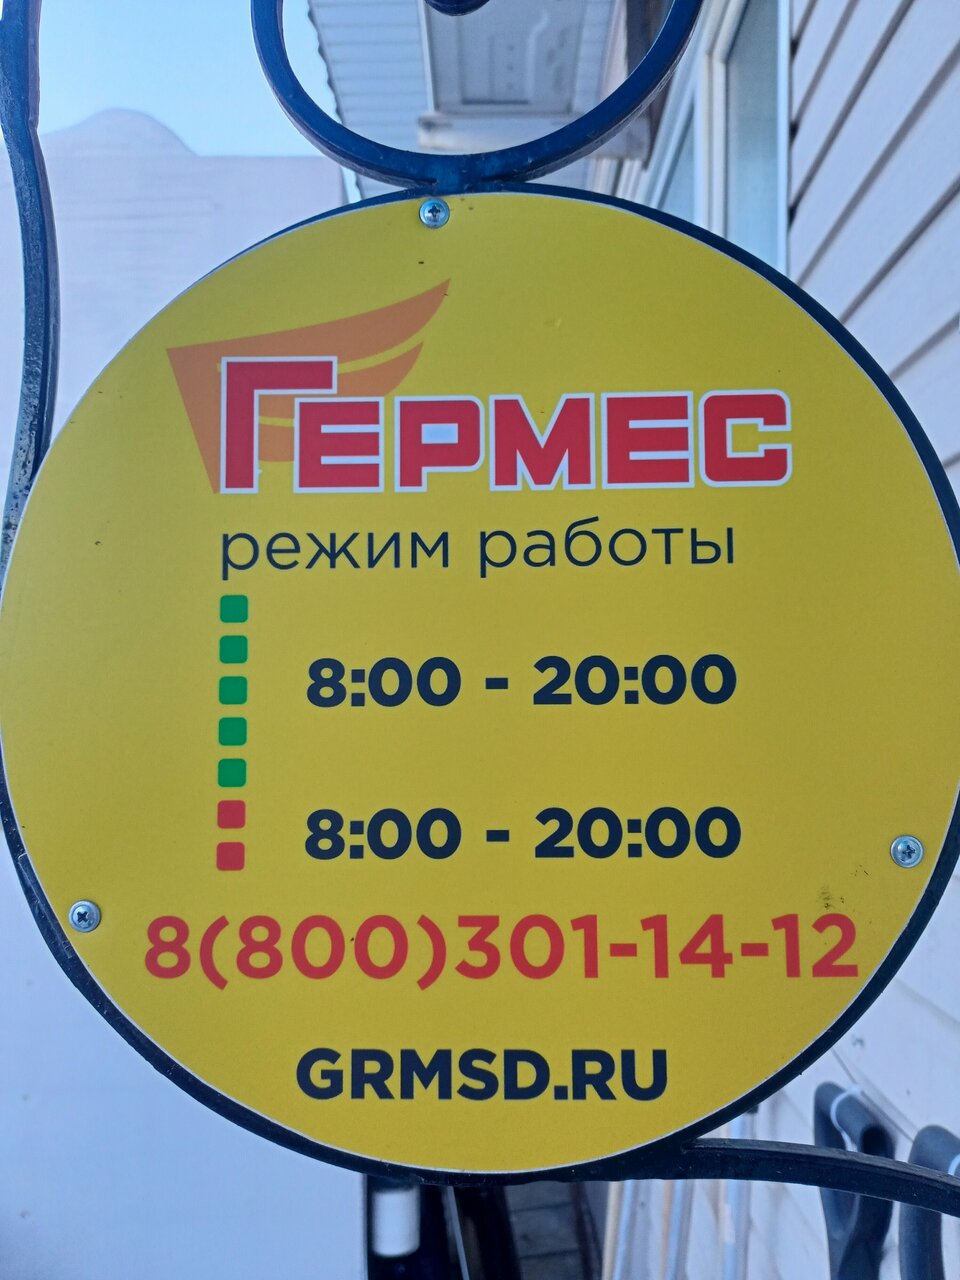 ГЕРМЕС
режим работы
8:00 - 20:00
8:00 - 20:00
8(800)301-14-12
GRMSD.RU